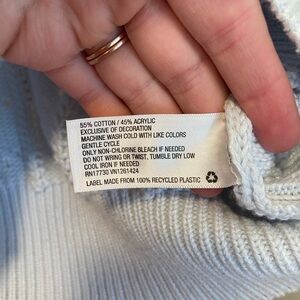 55% COTTON / 45% ACRYLIC
EXCLUSIVE OF DECORATION
MACHINE WASH COLD WITH LIKE COLORS
GENTLE CYCLE
ONLY NON-CHLORINE BLEACH IF NEEDED
DO NOT WRING OR TWIST, TUMBLE DRY LOW
COOL IRON IF NEEDED
RN17730 VN1261424
LABEL MADE FROM 100% RECYCLED PLASTIC